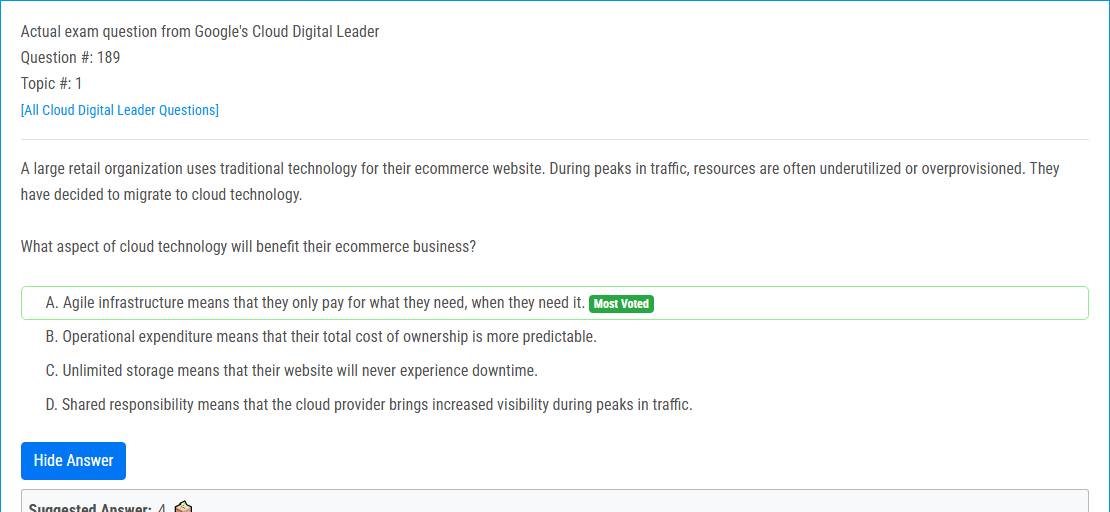 Actual exam question from Google's Cloud Digital Leader
Question #: 189
Topic #: 1
[All Cloud Digital Leader Questions]
A large retail organization uses traditional technology for their ecommerce website. During peaks in traffic, resources are often underutilized or overprovisioned. They
have decided to migrate to cloud technology.
What aspect of cloud technology will benefit their ecommerce business?
A. Agile infrastructure means that they only pay for what they need, when they need it. Most Voted
B. Operational expenditure means that their total cost of ownership is more predictable.
C. Unlimited storage means that their website will never experience downtime.
D. Shared responsibility means that the cloud provider brings increased visibility during peaks in traffic.
Hide Answer
Suggested Answer: A